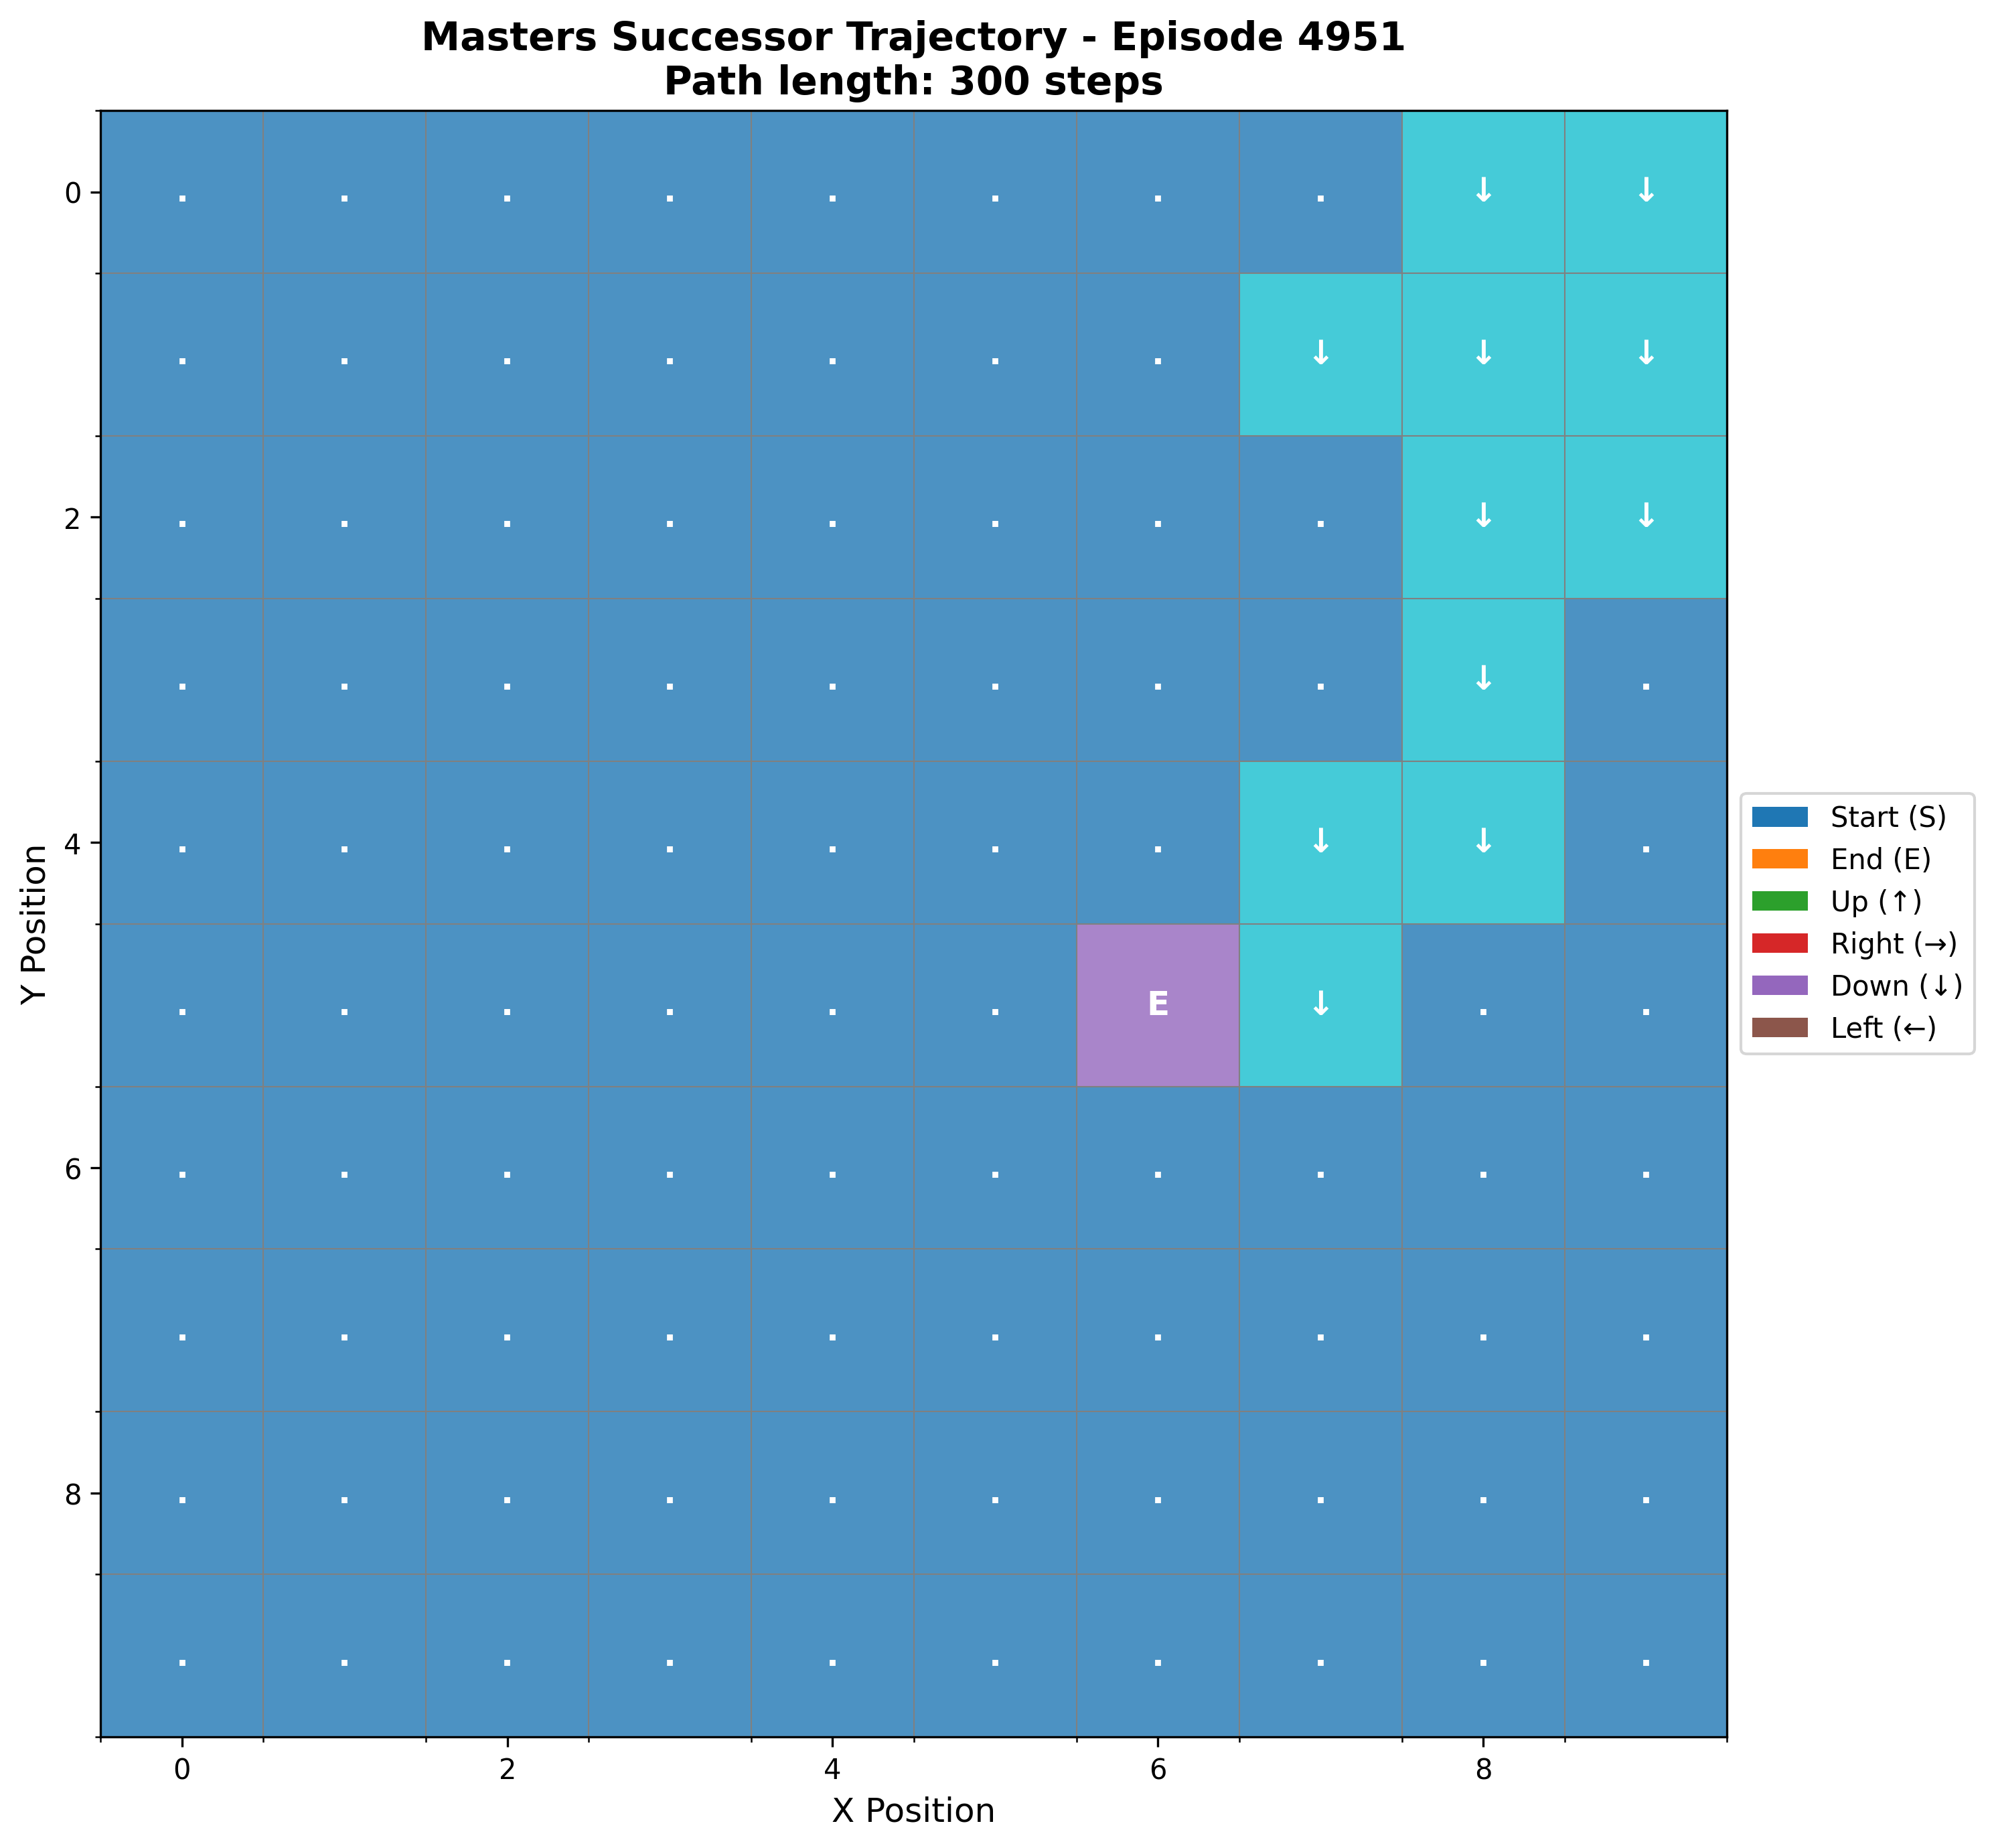 Masters Successor Trajectory - Episode 4951
Path length: 300 steps
0 . . . . . . . . ↓ ↓
. . . . . . . ↓ ↓ ↓
2 . . . . . . . . ↓ ↓
. . . . . . . . ↓ .
4 . . . . . . . ↓ ↓ .
. . . . . . E ↓ . .
6 . . . . . . . . . .
. . . . . . . . . .
8 . . . . . . . . . .
. . . . . . . . . .
0 2 4 6 8
X Position
Y Position
Start (S)
End (E)
Up (↑)
Right (→)
Down (↓)
Left (←)